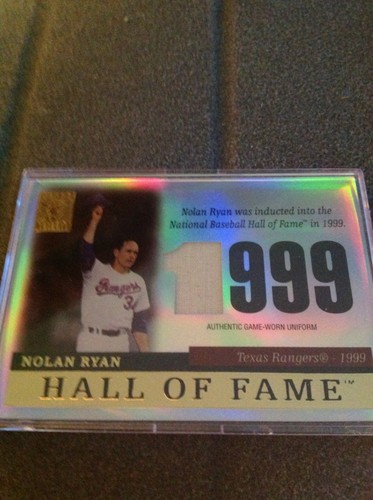 Nolan Ryan was inducted into the
National Baseball Hall of Fame™ in 1999.
1999
AUTHENTIC GAME-WORN UNIFORM
Rangers
34
NOLAN RYAN
Texas Rangers® - 1999
HALL OF FAME™